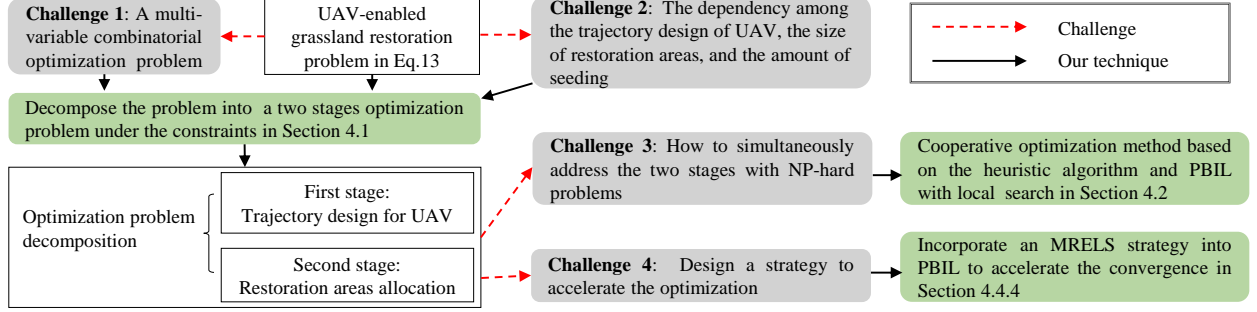 Challenge 1: A multi-
variable combinatorial
optimization problem
UAV-enabled
grassland restoration
problem in Eq.13
Challenge 2: The dependency among
the trajectory design of UAV, the size
of restoration areas, and the amount of
seeding
Challenge
Our technique
Decompose the problem into a two stages optimization
problem under the constraints in Section 4.1
Optimization problem
decomposition
First stage:
Trajectory design for UAV
Second stage:
Restoration areas allocation
Challenge 3: How to simultaneously
address the two stages with NP-hard
problems
Cooperative optimization method based
on the heuristic algorithm and PBIL
with local search in Section 4.2
Challenge 4: Design a strategy to
accelerate the optimization
Incorporate an MRELS strategy into
PBIL to accelerate the convergence in
Section 4.4.4